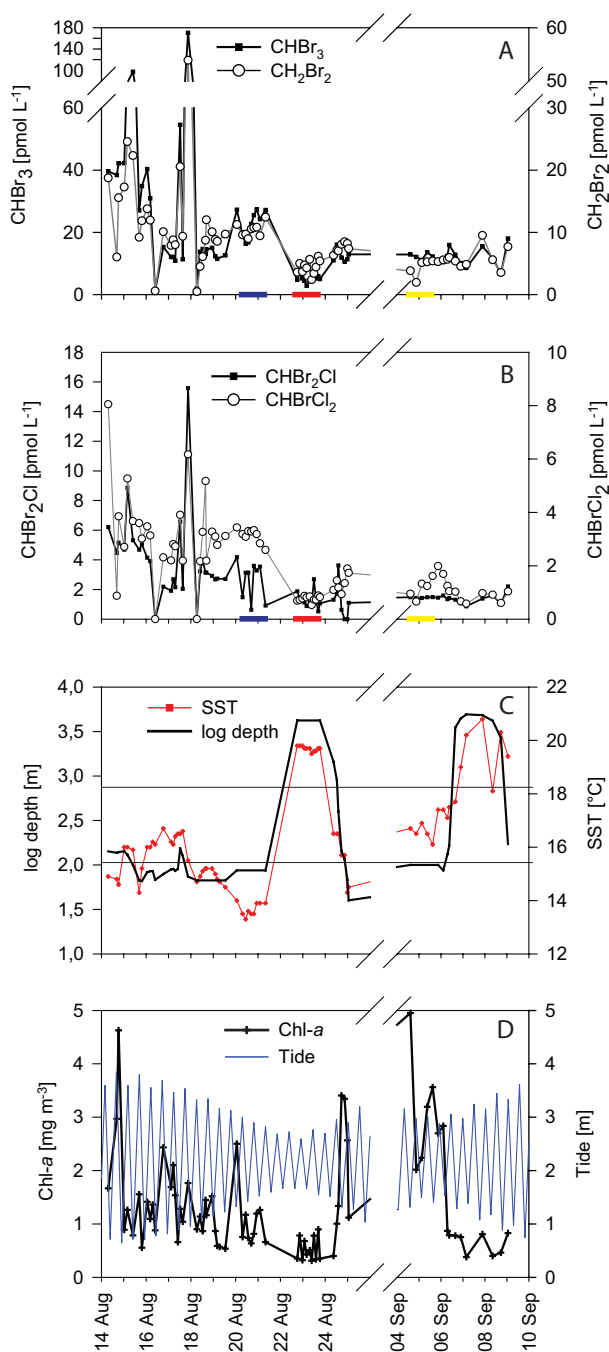 A
CHBr3
CH2Br2
CHBr3 [pmol L-1]
180
140
100
60
40
20
0
CH2Br2 [pmol L-1]
60
50
30
20
10
0
B
CHBr2Cl
CHBrCl2
CHBr2Cl [pmol L-1]
18
16
14
12
10
8
6
4
2
0
CHBrCl2 [pmol L-1]
10
8
6
4
2
0
C
SST
log depth
log depth [m]
4,0
3,5
3,0
2,5
2,0
1,5
1,0
SST [°C]
22
20
18
16
14
12
D
Chl-a
Tide
Chl-a [mg m-3]
5
4
3
2
1
0
Tide [m]
5
4
3
2
1
0
14 Aug
16 Aug
18 Aug
20 Aug
22 Aug
24 Aug
04 Sep
06 Sep
08 Sep
10 Sep